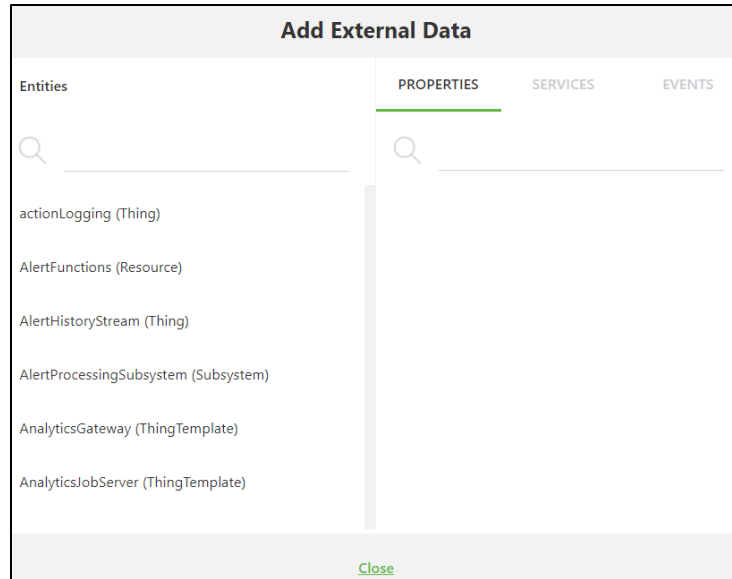 Add External Data
Entities
PROPERTIES SERVICES EVENTS
actionLogging (Thing)
AlertFunctions (Resource)
AlertHistoryStream (Thing)
AlertProcessingSubsystem (Subsystem)
AnalyticsGateway (ThingTemplate)
AnalyticsJobServer (ThingTemplate)
Close